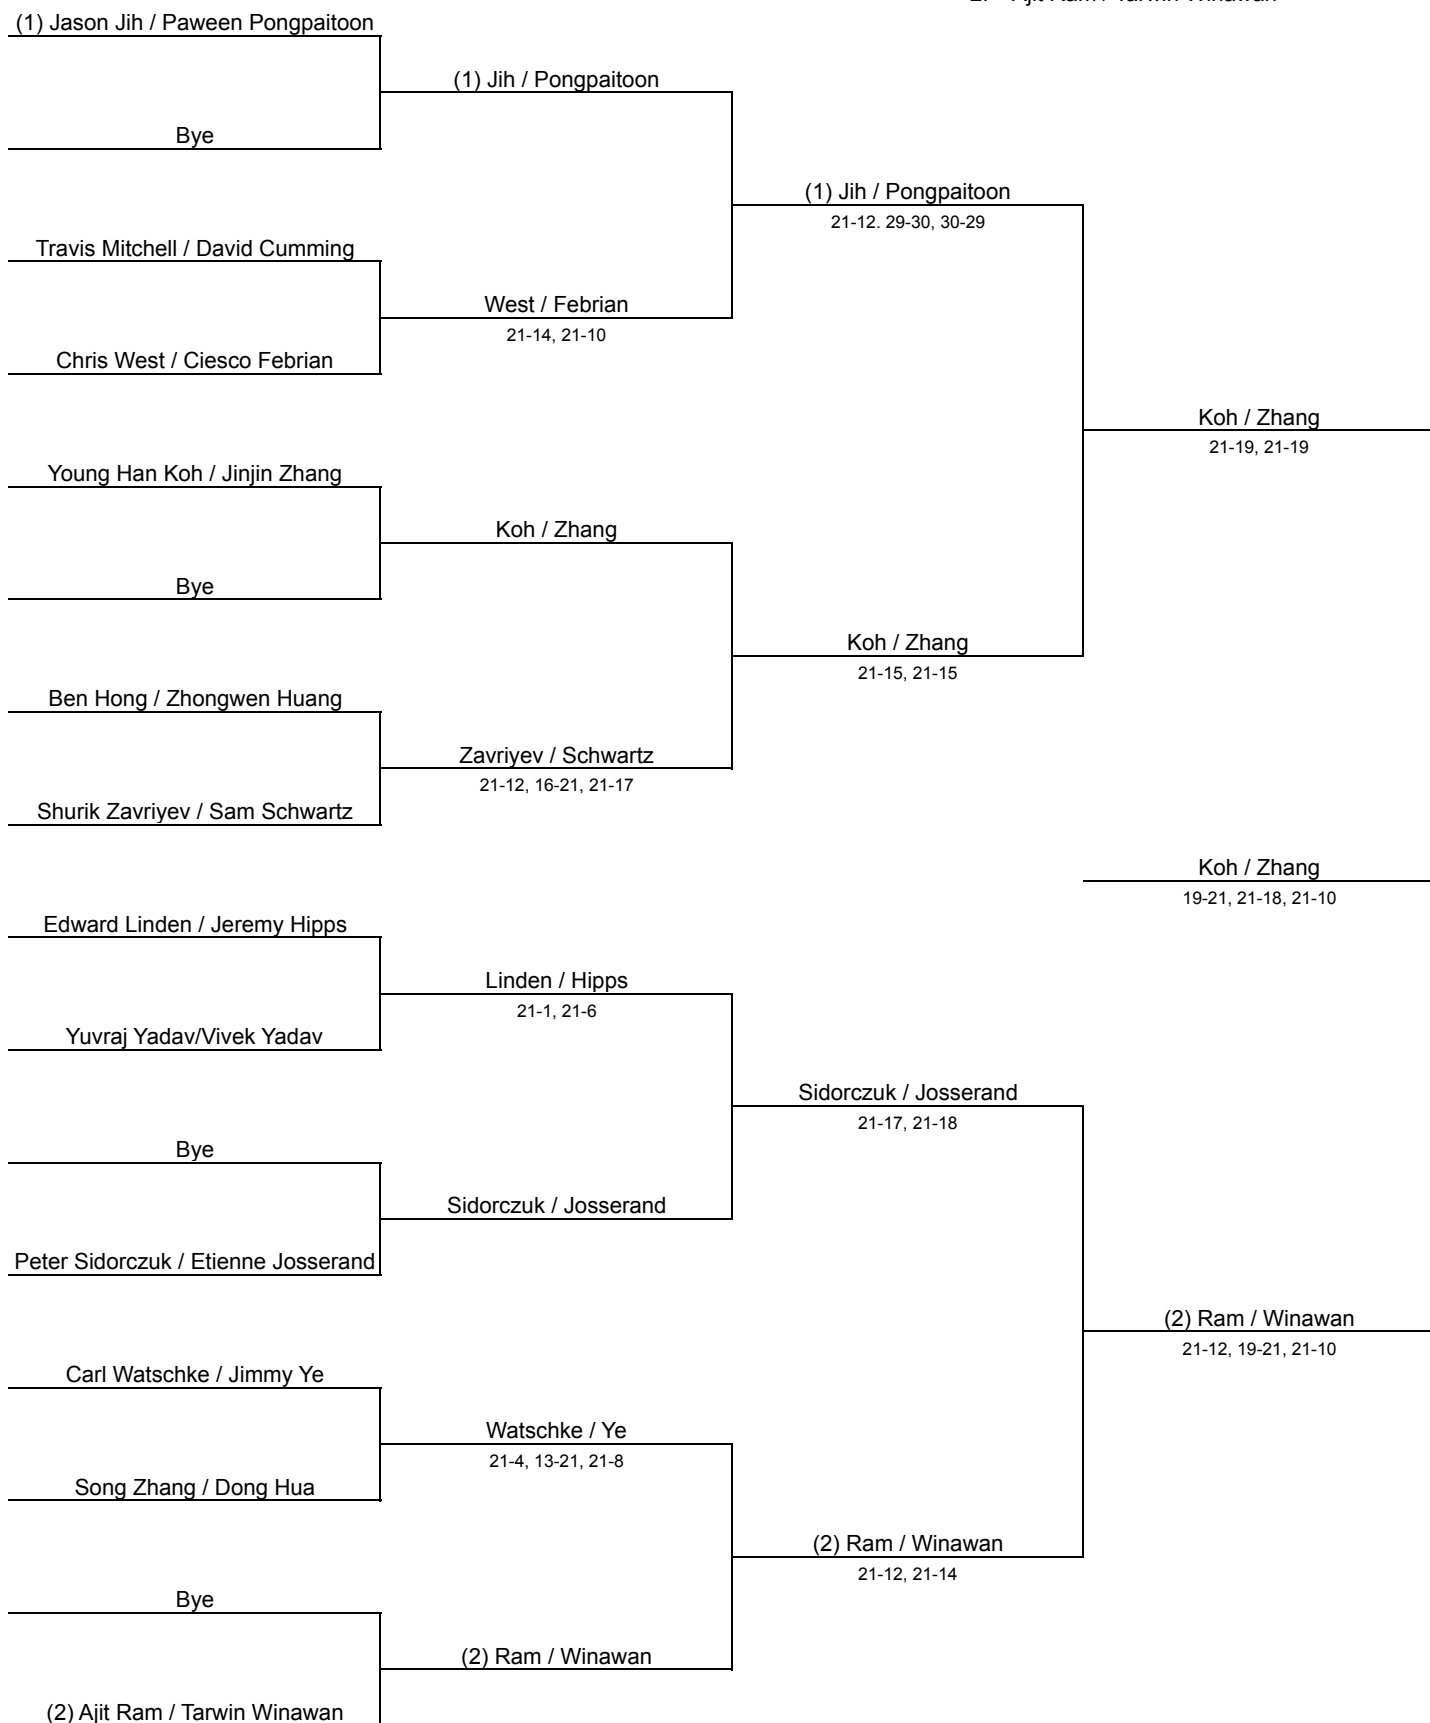 2. Ajit Ram / Tarwin Winawan
(1) Jason Jih / Paween Pongpaitoon
(1) Jih / Pongpaitoon
Bye
(1) Jih / Pongpaitoon
21-12. 29-30, 30-29
Travis Mitchell / David Cumming
West / Febrian
21-14, 21-10
Chris West / Ciesco Febrian
Koh / Zhang
21-19, 21-19
Young Han Koh / Jinjin Zhang
Koh / Zhang
Bye
Koh / Zhang
21-15, 21-15
Ben Hong / Zhongwen Huang
Zavriyev / Schwartz
21-12, 16-21, 21-17
Shurik Zavriyev / Sam Schwartz
Koh / Zhang
19-21, 21-18, 21-10
Edward Linden / Jeremy Hipps
Linden / Hipps
21-1, 21-6
Yuvraj Yadav/Vivek Yadav
Sidorczuk / Josserand
21-17, 21-18
Bye
Sidorczuk / Josserand
Peter Sidorczuk / Etienne Josserand
(2) Ram / Winawan
21-12, 19-21, 21-10
Carl Watschke / Jimmy Ye
Watschke / Ye
21-4, 13-21, 21-8
Song Zhang / Dong Hua
(2) Ram / Winawan
21-12, 21-14
Bye
(2) Ram / Winawan
(2) Ajit Ram / Tarwin Winawan